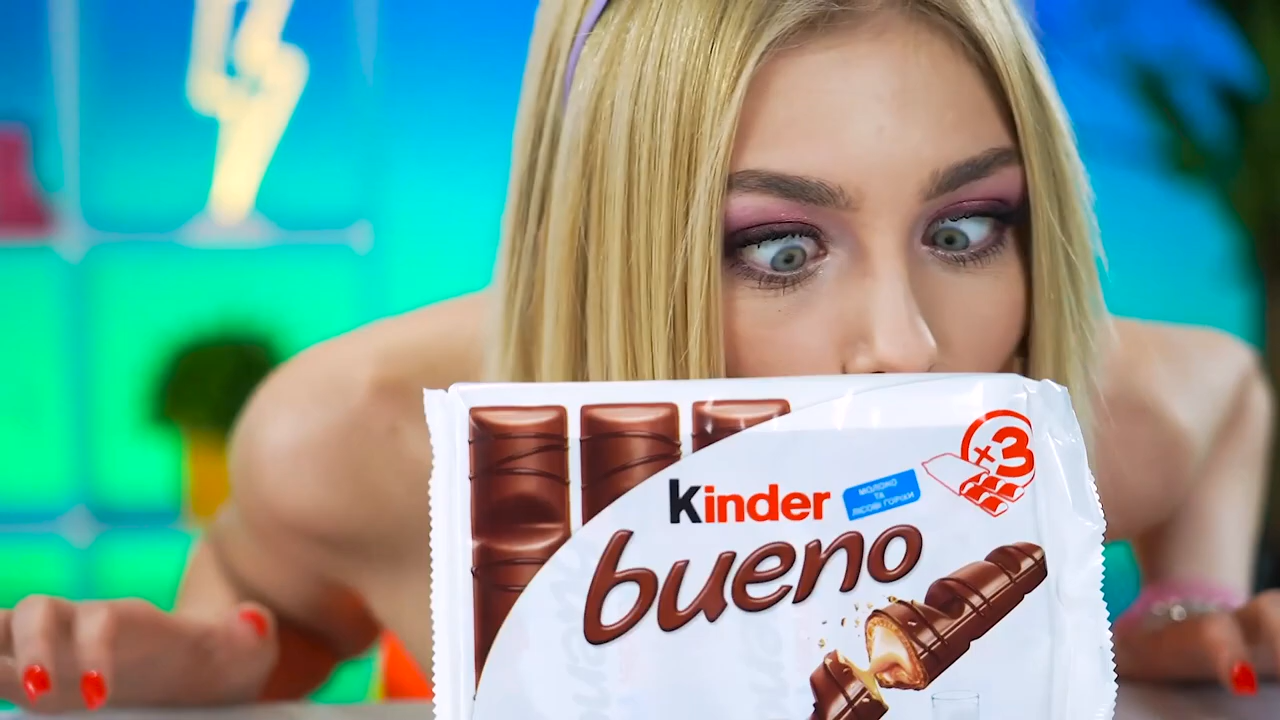 ×3
Kinder
МОЛОКО
ТА
ЛІСОВІ ГОРІХИ
bueno